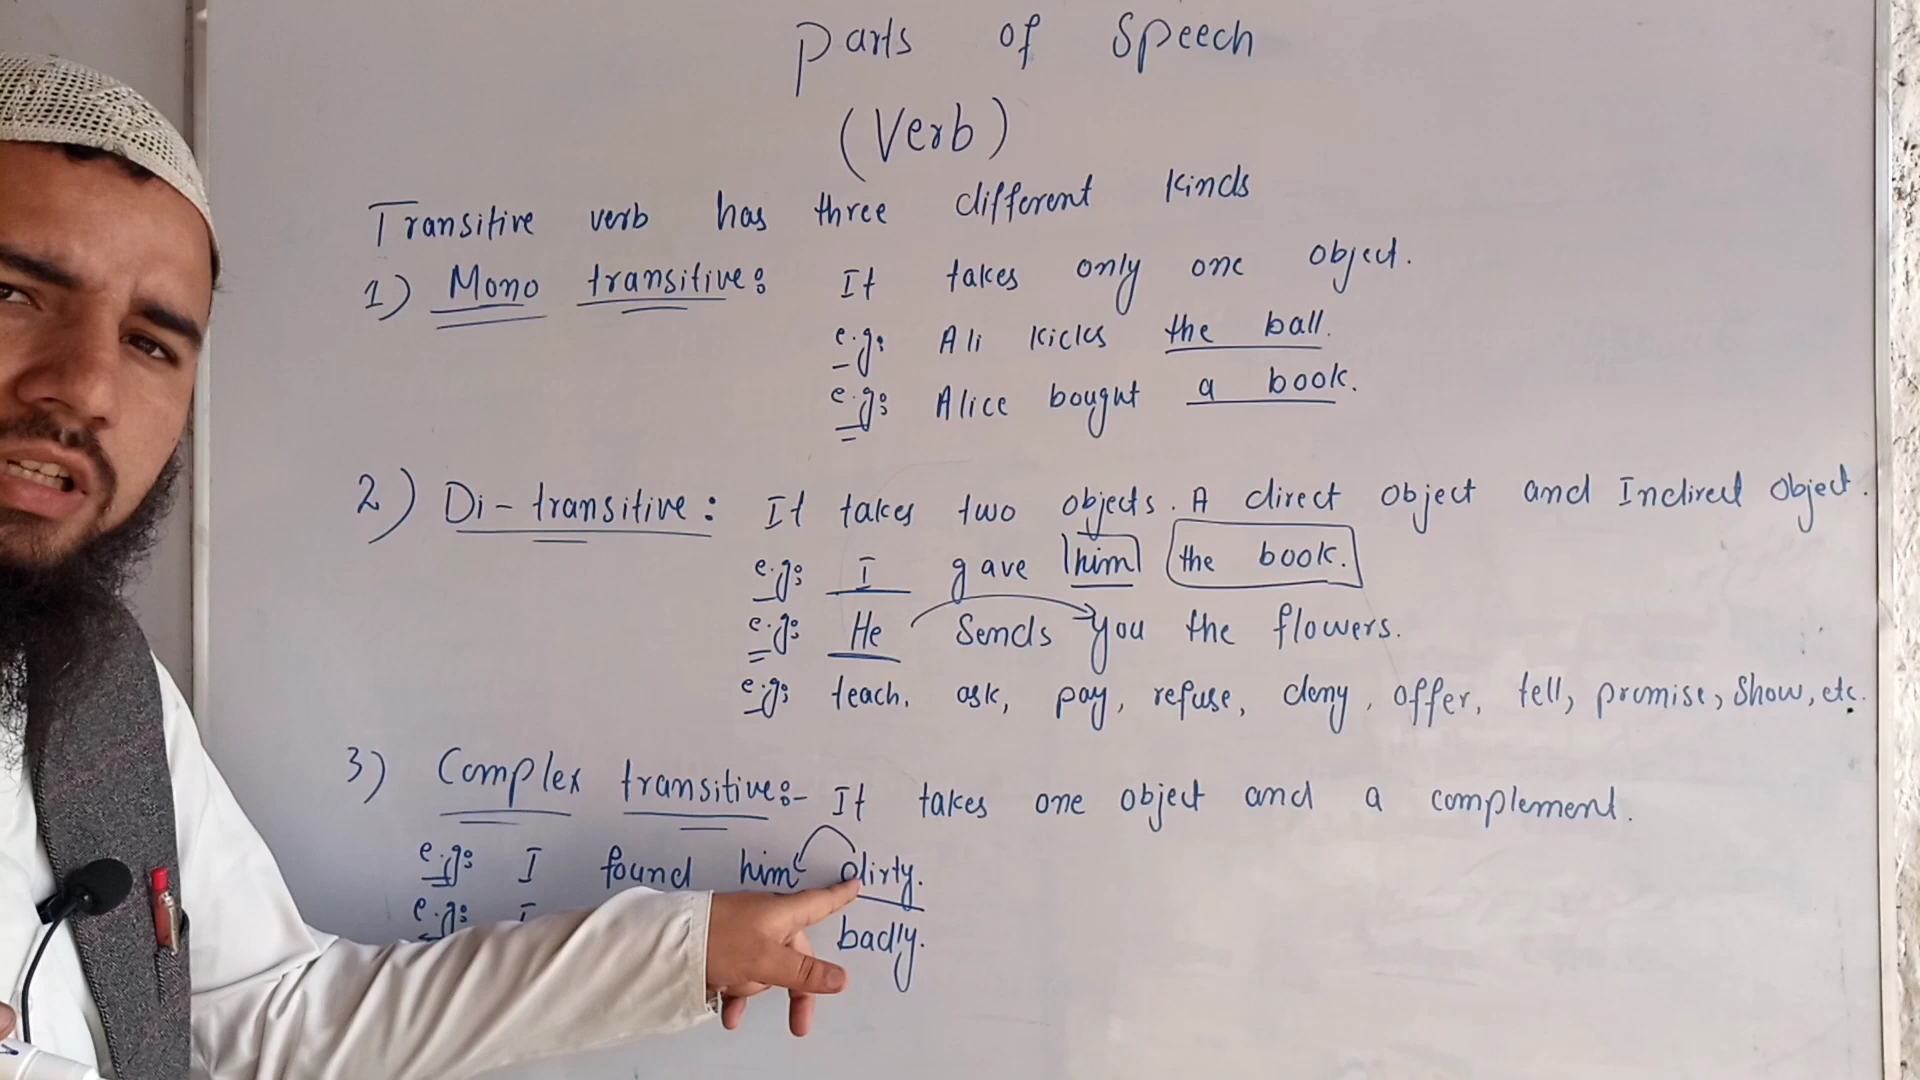 Parts of Speech
(Verb)
Transitive verb has three different kinds
1) Mono transitive: It takes only one object.
e.g: Ali kicks the ball.
e.g: Alice bought a book.
2) Di-transitive: It takes two objects. A direct object and Indirect object.
e.g: I gave him the book.
e.g: He Sends you the flowers.
e.g: teach, ask, pay, refuse, deny, offer, tell, promise, Show, etc.
3) Complex transitive:- It takes one object and a complement.
e.g: I found him dirty.
e.g: I badly.